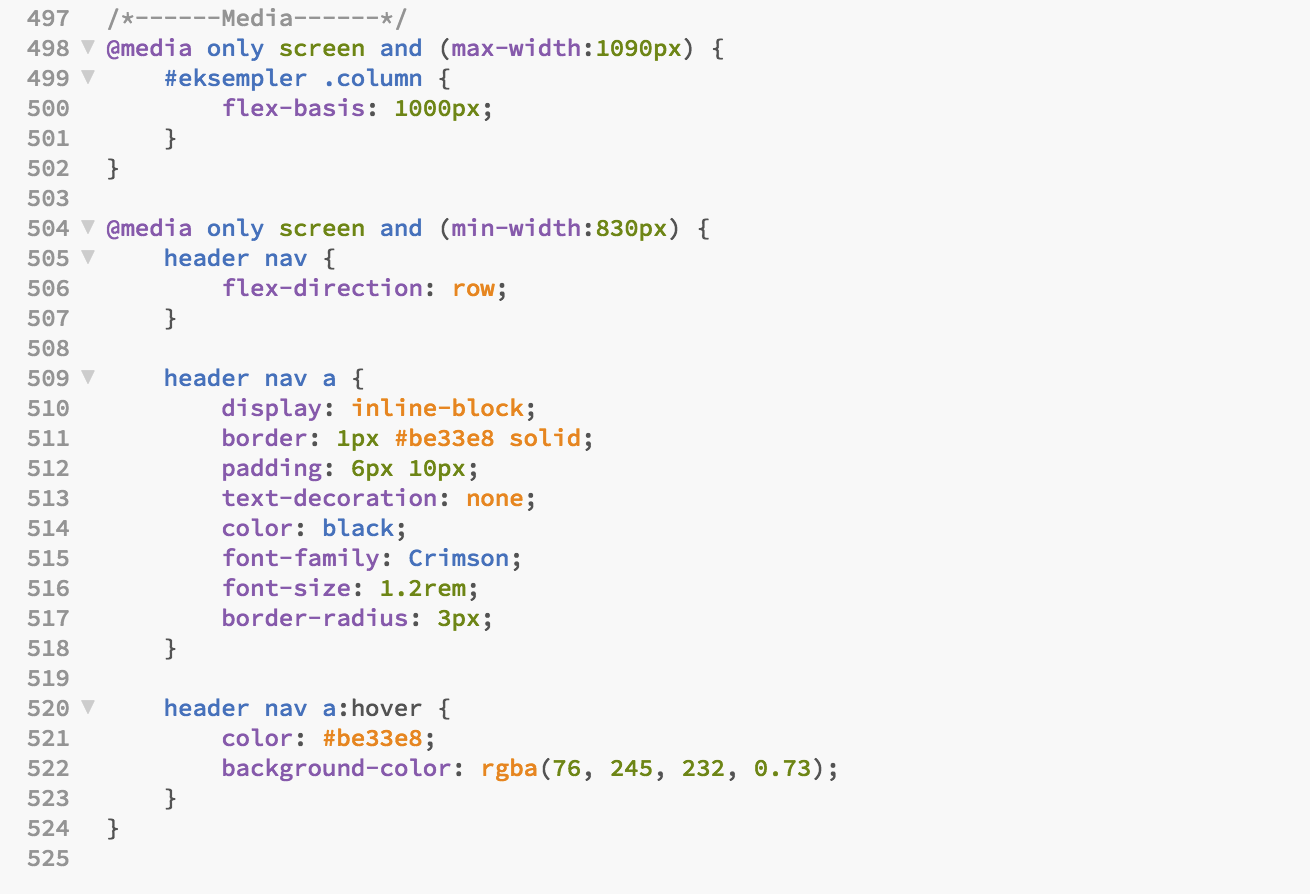 497 /*------Media------*/
498 @media only screen and (max-width:1090px) {
499     #eksempler .column {
500         flex-basis: 1000px;
501     }
502 }
503
504 @media only screen and (min-width:830px) {
505     header nav {
506         flex-direction: row;
507     }
508
509     header nav a {
510         display: inline-block;
511         border: 1px #be33e8 solid;
512         padding: 6px 10px;
513         text-decoration: none;
514         color: black;
515         font-family: Crimson;
516         font-size: 1.2rem;
517         border-radius: 3px;
518     }
519
520     header nav a:hover {
521         color: #be33e8;
522         background-color: rgba(76, 245, 232, 0.73);
523     }
524 }
525